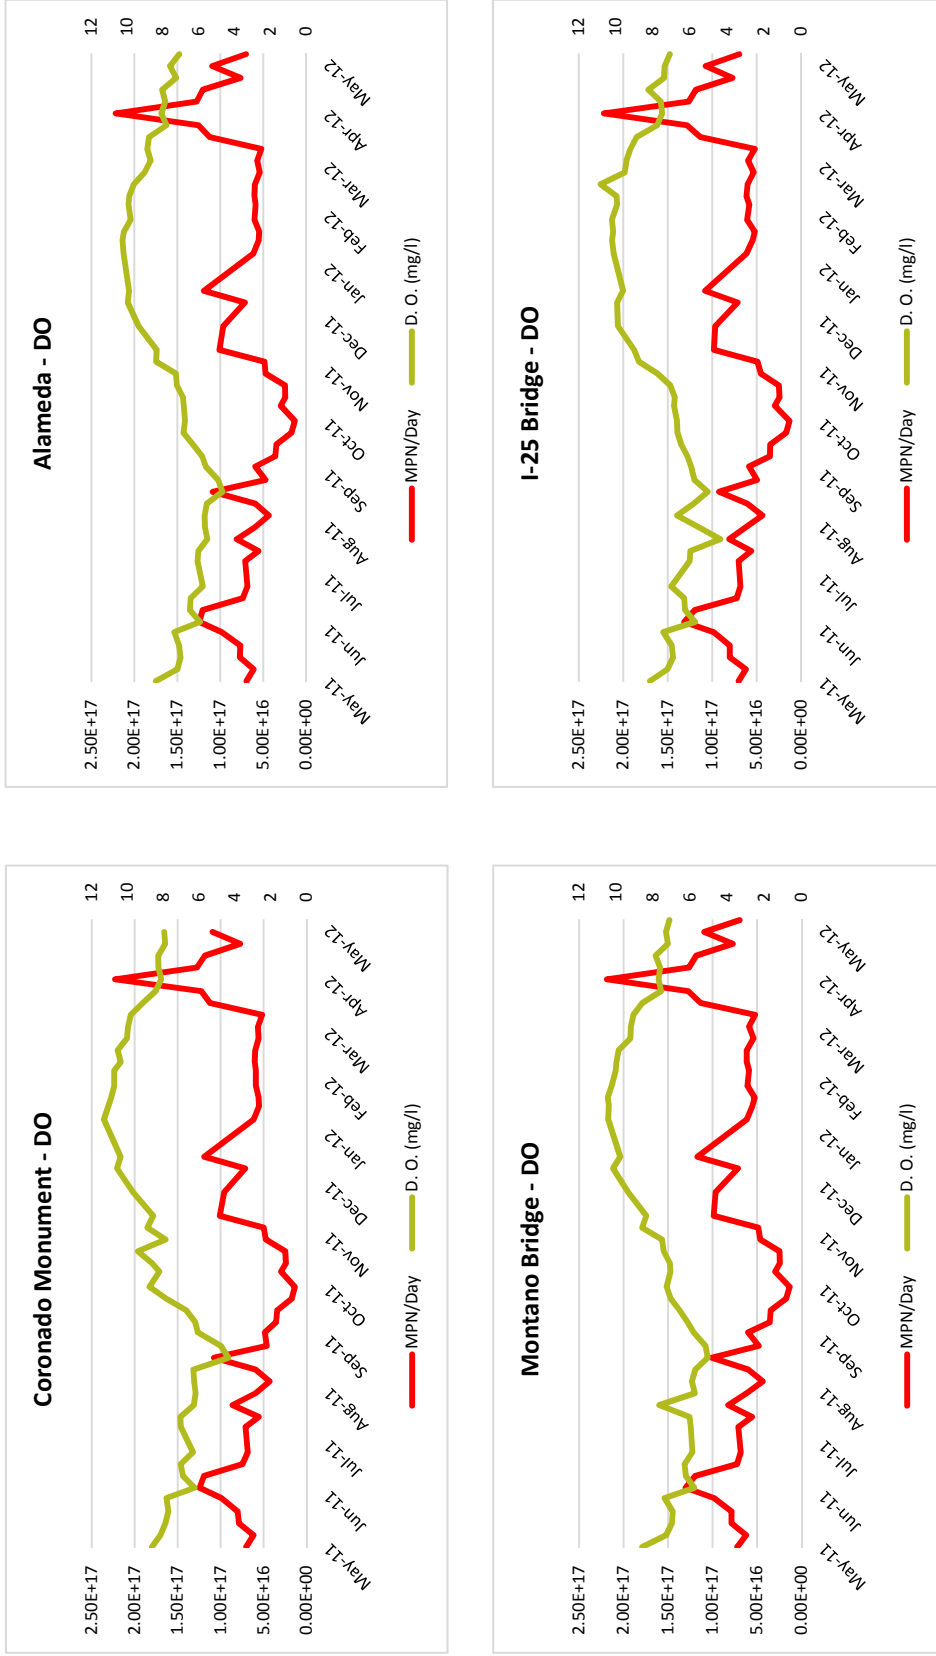 Coronado Monument - DO
2.50E+17
2.00E+17
1.50E+17
1.00E+17
5.00E+16
0.00E+00
12
10
8
6
4
2
0
May-11
Jun-11
Jul-11
Aug-11
Sep-11
Oct-11
Nov-11
Dec-11
Jan-12
Feb-12
Mar-12
Apr-12
May-12
MPN/Day
D. O. (mg/l)
Alameda - DO
2.50E+17
2.00E+17
1.50E+17
1.00E+17
5.00E+16
0.00E+00
12
10
8
6
4
2
0
May-11
Jun-11
Jul-11
Aug-11
Sep-11
Oct-11
Nov-11
Dec-11
Jan-12
Feb-12
Mar-12
Apr-12
May-12
MPN/Day
D. O. (mg/l)
Montano Bridge - DO
2.50E+17
2.00E+17
1.50E+17
1.00E+17
5.00E+16
0.00E+00
12
10
8
6
4
2
0
May-11
Jun-11
Jul-11
Aug-11
Sep-11
Oct-11
Nov-11
Dec-11
Jan-12
Feb-12
Mar-12
Apr-12
May-12
MPN/Day
D. O. (mg/l)
I-25 Bridge - DO
2.50E+17
2.00E+17
1.50E+17
1.00E+17
5.00E+16
0.00E+00
12
10
8
6
4
2
0
May-11
Jun-11
Jul-11
Aug-11
Sep-11
Oct-11
Nov-11
Dec-11
Jan-12
Feb-12
Mar-12
Apr-12
May-12
MPN/Day
D. O. (mg/l)